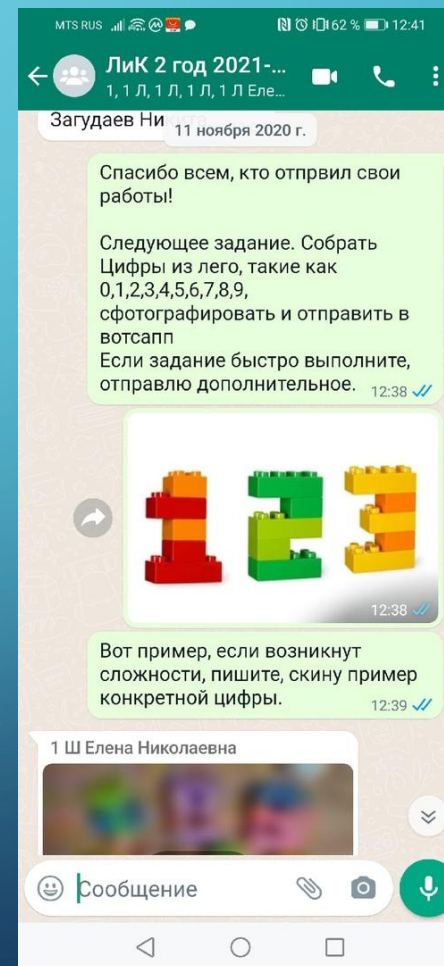 MTS RUS 62 % 12:41
ЛиК 2 год 2021-...
1, 1 Л, 1 Л, 1 Л, 1 Л Еле...
Загудаев Ни
11 ноября 2020 г.
Спасибо всем, кто отпрвил свои
работы!
Следующее задание. Собрать
Цифры из лего, такие как
0,1,2,3,4,5,6,7,8,9,
сфотографировать и отправить в
вотсапп
Если задание быстро выполните,
отправлю дополнительное. 12:38
1 2 3
12:38
Вот пример, если возникнут
сложности, пишите, скину пример
конкретной цифры. 12:39
1 Ш Елена Николаевна
Сообщение